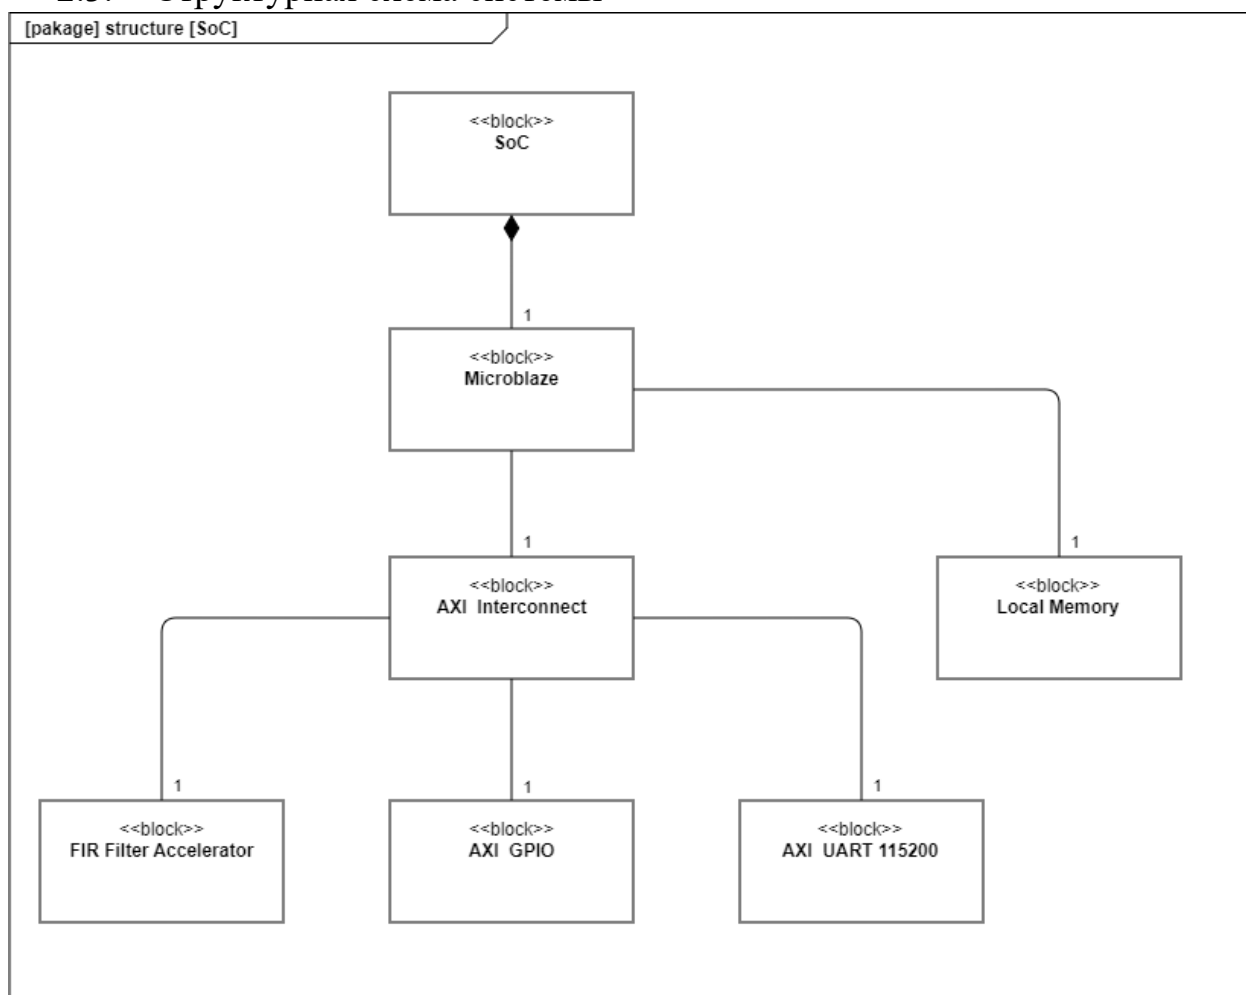 [pakage] structure [SoC]
<<block>>
SoC
1
<<block>>
Microblaze
1
1
<<block>>
AXI Interconnect
<<block>>
Local Memory
1
1
1
<<block>>
FIR Filter Accelerator
<<block>>
AXI GPIO
<<block>>
AXI UART 115200